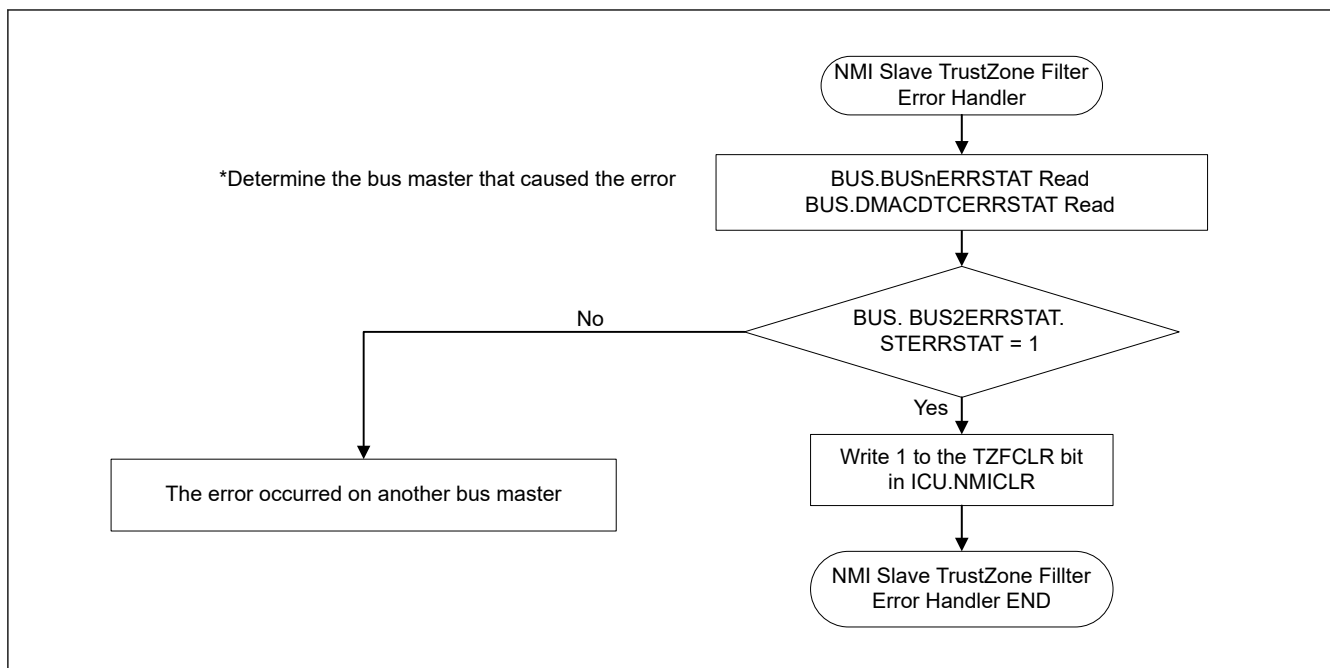 NMI Slave TrustZone Filter
Error Handler
*Determine the bus master that caused the error
BUS.BUSnERRSTAT Read
BUS.DMACDTCERRSTAT Read
BUS. BUS2ERRSTAT.
STERRSTAT = 1
No
Yes
The error occurred on another bus master
Write 1 to the TZFCLR bit
in ICU.NMICLR
NMI Slave TrustZone Fillter
Error Handler END